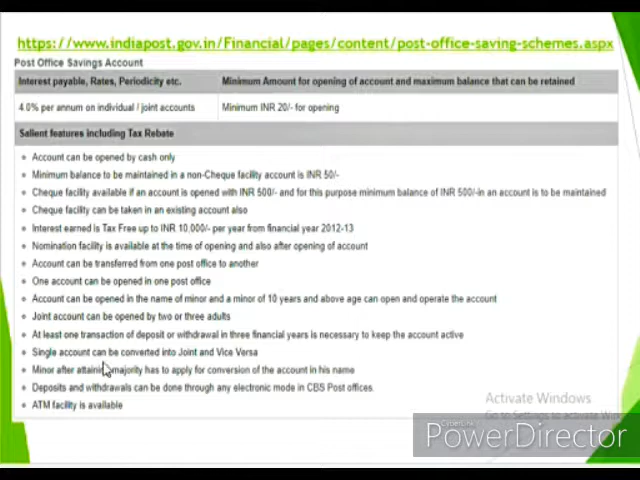 https://www.indiapost.gov.in/Financial/pages/content/post-office-saving-schemes.aspx
Post Office Savings Account
Interest payable, Rates, Periodicity etc. Minimum Amount for opening of account and maximum balance that can be retained
4.0% per annum on individual / joint accounts Minimum INR 20/- for opening
Salient features including Tax Rebate
Account can be opened by cash only
Minimum balance to be maintained in a non-Cheque facility account is INR 50/-
Cheque facility available if an account is opened with INR 500/- and for this purpose minimum balance of INR 500/-in an account is to be maintained
Cheque facility can be taken in an existing account also
Interest earned is Tax Free up to INR 10,000/- per year from financial year 2012-13
Nomination facility is available at the time of opening and also after opening of account
Account can be transferred from one post office to another
One account can be opened in one post office
Account can be opened in the name of minor and a minor of 10 years and above age can open and operate the account
Joint account can be opened by two or three adults
At least one transaction of deposit or withdrawal in three financial years is necessary to keep the account active
Single account can be converted into Joint and Vice Versa
Minor after attaining majority has to apply for conversion of the account in his name
Deposits and withdrawals can be done through any electronic mode in CBS Post offices.
ATM facility is available
Activate Windows
Go to Settings to activate Win
CyberLink
PowerDirector